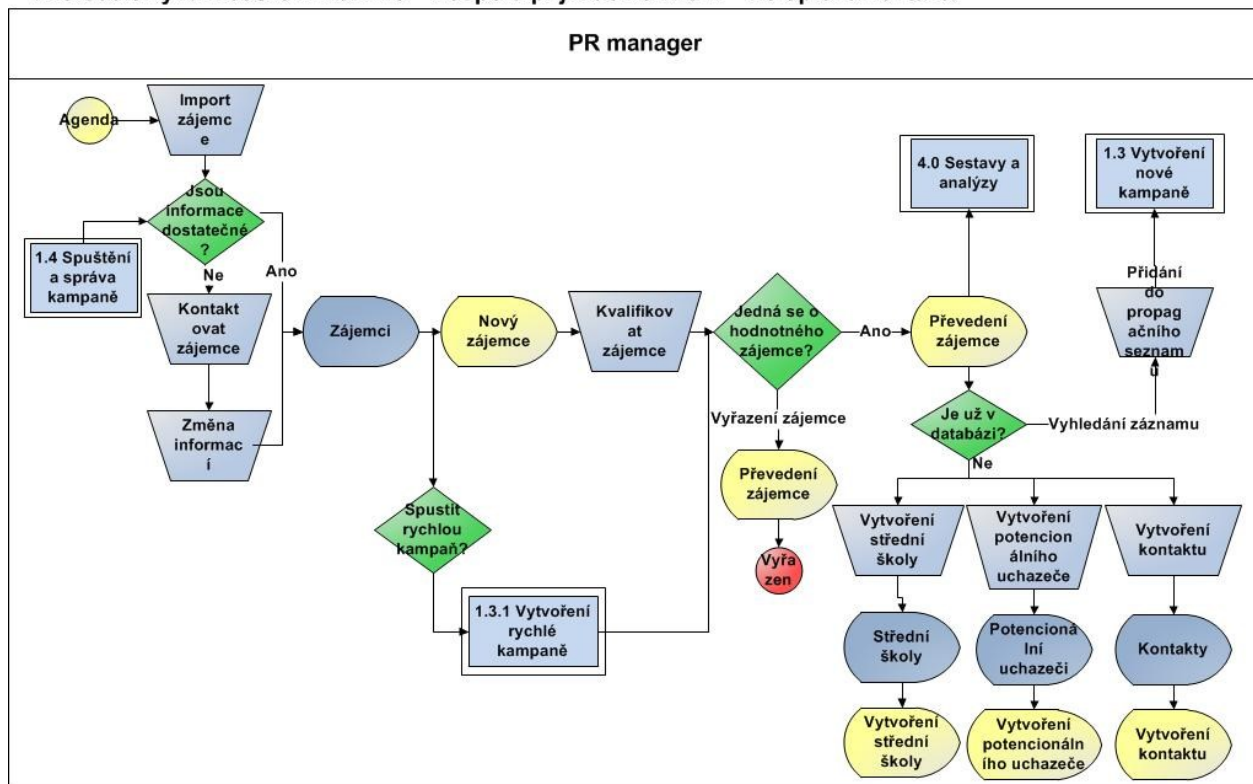 PR manager
Agenda
Import
zájemc
e
Jsou
informace
dostatečné
?
1.4 Spuštění
a správa
kampaně
Ne
Ano
Kontakt
ovat
zájemce
Změna
informac
í
Zájemci
Nový
zájemce
Kvalifikov
at
zájemce
Jedná se o
hodnotného
zájemce?
Ano
Převedení
zájemce
4.0 Sestavy a
analýzy
1.3 Vytvoření
nové
kampaně
Přidání
do
propag
ačního
seznam
u
Je už v
databázi?
Vyhledání záznamu
Ne
Vyřazení zájemce
Převedení
zájemce
Vyřa
zen
Spustit
rychlou
kampaň?
1.3.1 Vytvoření
rychlé
kampaně
Vytvoření
střední
školy
Vytvoření
potencion
álního
uchazeče
Vytvoření
kontaktu
Střední
školy
Potencioná
lní
uchazeči
Kontakty
Vytvoření
střední
školy
Vytvoření
potencionáln
ího uchazeče
Vytvoření
kontaktu